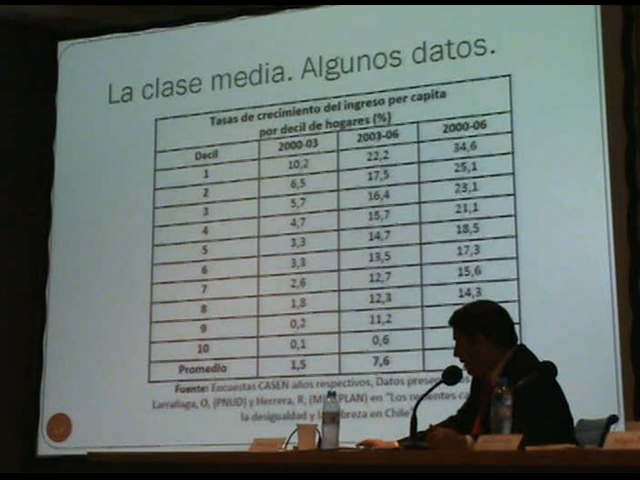 La clase media. Algunos datos.
Tasas de crecimiento del ingreso per capita
por decil de hogares (%)
Decil 2000-03 2003-06 2000-06
1 10,2 22,2 34,6
2 6,5 17,5 25,1
3 5,7 16,4 23,1
4 4,7 15,7 21,1
5 3,3 14,7 18,5
6 3,3 13,5 17,3
7 2,6 12,7 15,6
8 1,8 12,3 14,3
9 0,2 11,2
10 0,1 0,6
Promedio 1,5 7,6
Fuente: Encuestas CASEN años respectivos, Datos
Larrañaga, O, (PNUD) y Herrera, R, en "Los
la desigualdad y la en Chile"